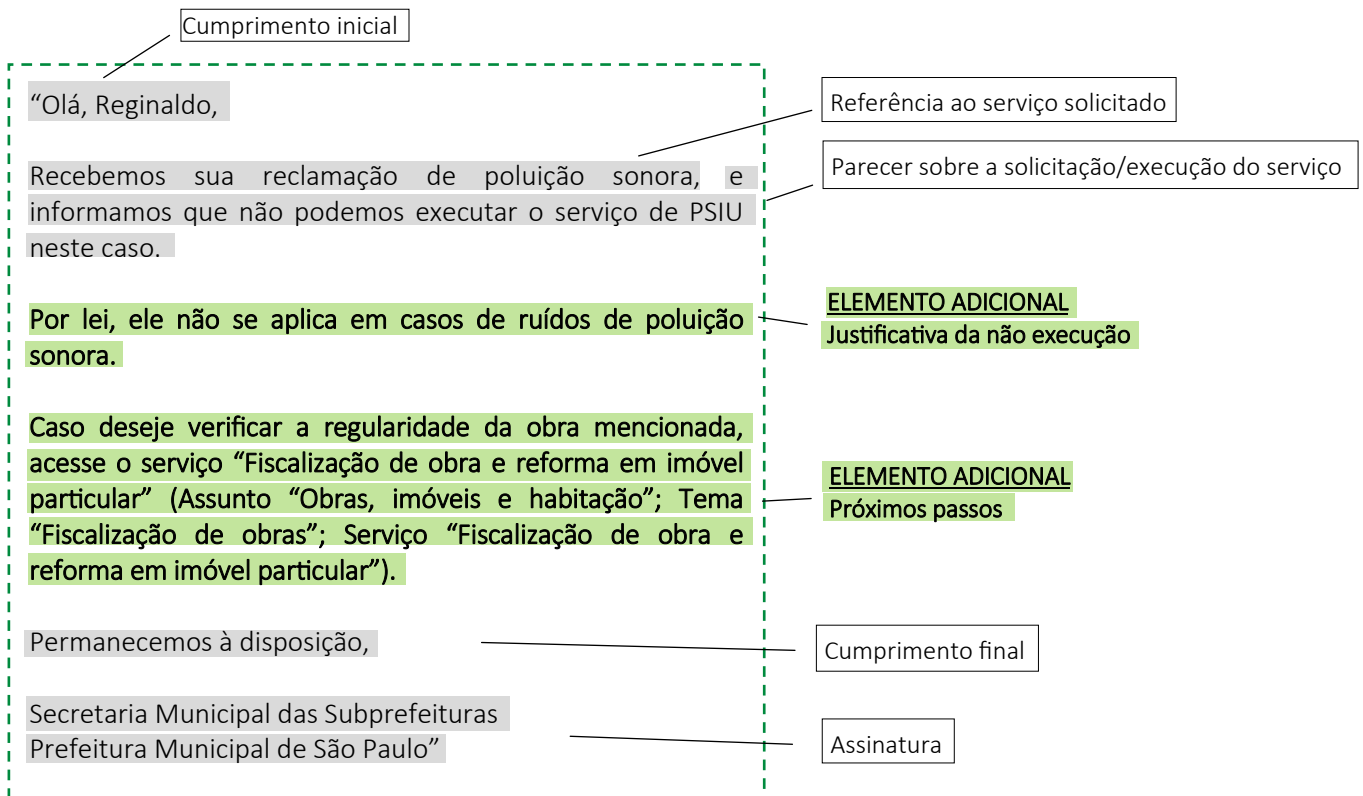 Cumprimento inicial
“Olá, Reginaldo,
Referência ao serviço solicitado
Recebemos sua reclamação de poluição sonora, e
informamos que não podemos executar o serviço de PSIU
neste caso.
Parecer sobre a solicitação/execução do serviço
Por lei, ele não se aplica em casos de ruídos de poluição
sonora.
ELEMENTO ADICIONAL
Justificativa da não execução
Caso deseje verificar a regularidade da obra mencionada,
acesse o serviço “Fiscalização de obra e reforma em imóvel
particular” (Assunto “Obras, imóveis e habitação”; Tema
“Fiscalização de obras”; Serviço “Fiscalização de obra e
reforma em imóvel particular”).
ELEMENTO ADICIONAL
Próximos passos
Permanecemos à disposição,
Cumprimento final
Secretaria Municipal das Subprefeituras
Prefeitura Municipal de São Paulo”
Assinatura